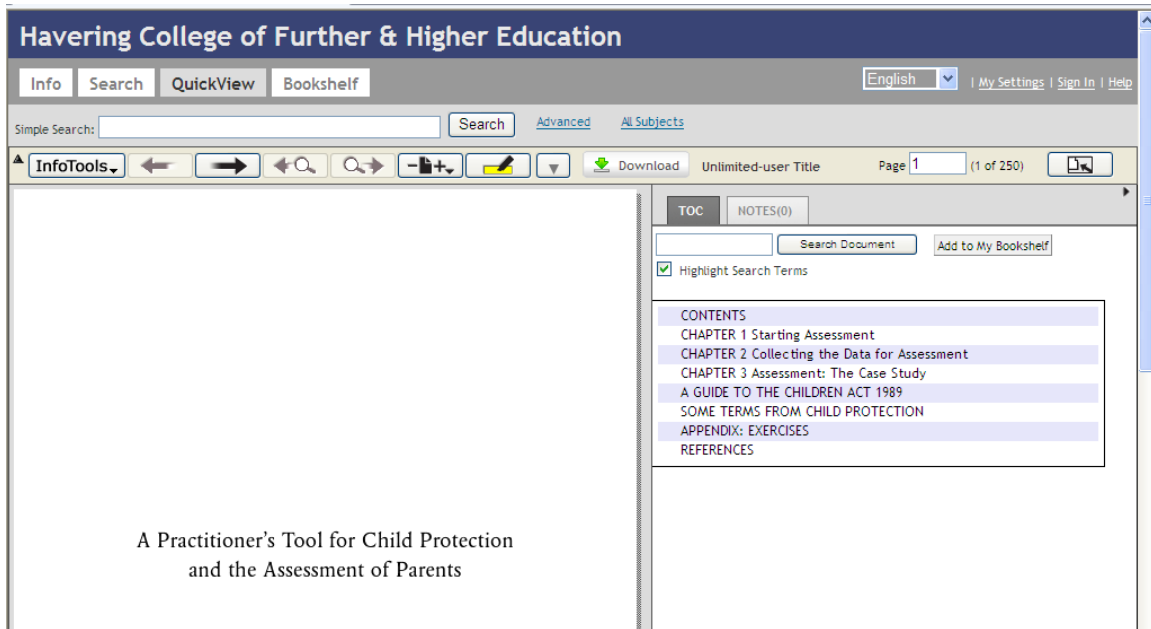 Havering College of Further & Higher Education
Info Search QuickView Bookshelf English | My Settings | Sign In | Help
Simple Search: Search Advanced All Subjects
InfoTools Download Unlimited-user Title Page 1 (1 of 250)
TOC NOTES(0)
Search Document Add to My Bookshelf
Highlight Search Terms
CONTENTS
CHAPTER 1 Starting Assessment
CHAPTER 2 Collecting the Data for Assessment
CHAPTER 3 Assessment: The Case Study
A GUIDE TO THE CHILDREN ACT 1989
SOME TERMS FROM CHILD PROTECTION
APPENDIX: EXERCISES
REFERENCES
A Practitioner's Tool for Child Protection
and the Assessment of Parents